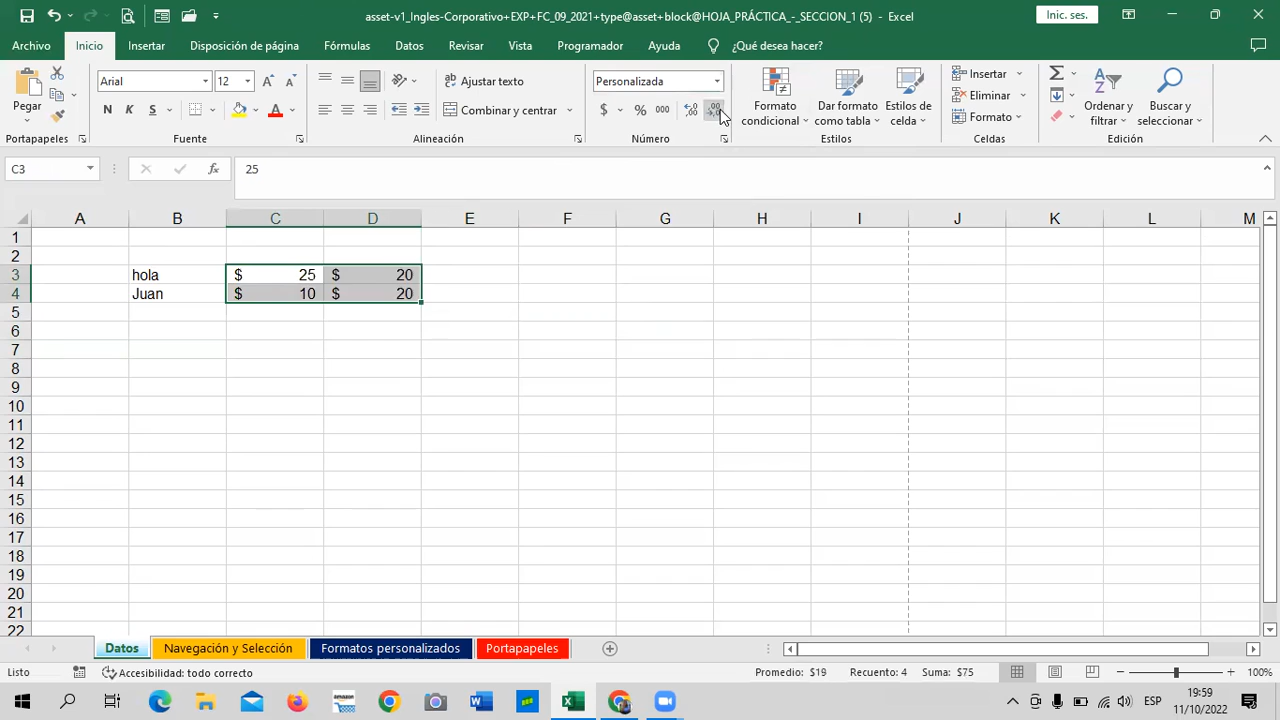 asset-v1_Ingles-Corporativo+EXP+FC_09_2021+type@asset+block@HOJA_PRÁCTICA_-_SECCION_1 (5) - Excel
Inic. ses.
Archivo Inicio Insertar Disposición de página Fórmulas Datos Revisar Vista Programador Ayuda ¿Qué desea hacer?
Pegar
Portapapeles
Arial 12
N K S
Fuente
Ajustar texto
Combinar y centrar
Alineación
Personalizada
$ % 000
Número
Formato condicional
Dar formato como tabla
Estilos de celda
Estilos
Insertar
Eliminar
Formato
Celdas
Ordenar y filtrar
Buscar y seleccionar
Edición
C3 fx 25
A B C D E F G H I J K L M
1
2
3 hola $ 25 $ 20
4 Juan $ 10 $ 20
5
6
7
8
9
10
11
12
13
14
15
16
17
18
19
20
21
22
Datos Navegación y Selección Formatos personalizados Portapapeles
Listo Accesibilidad: todo correcto Promedio: $19 Recuento: 4 Suma: $75 100%
ESP 19:59
11/10/2022